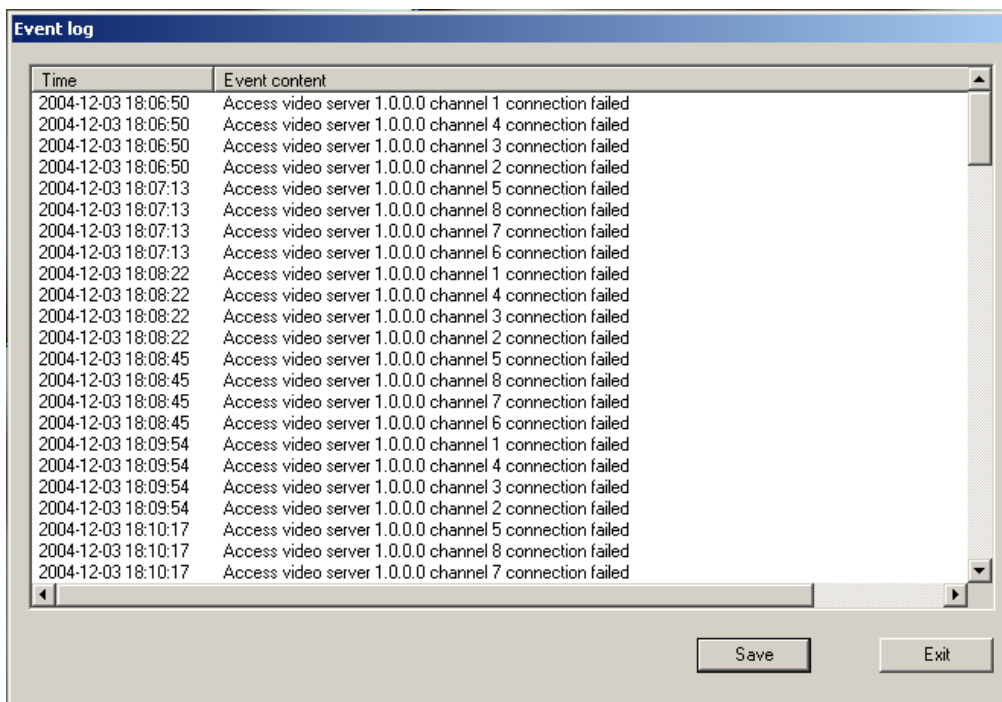 Event log
Time Event content
2004-12-03 18:06:50 Access video server 1.0.0.0 channel 1 connection failed
2004-12-03 18:06:50 Access video server 1.0.0.0 channel 4 connection failed
2004-12-03 18:06:50 Access video server 1.0.0.0 channel 3 connection failed
2004-12-03 18:06:50 Access video server 1.0.0.0 channel 2 connection failed
2004-12-03 18:07:13 Access video server 1.0.0.0 channel 5 connection failed
2004-12-03 18:07:13 Access video server 1.0.0.0 channel 8 connection failed
2004-12-03 18:07:13 Access video server 1.0.0.0 channel 7 connection failed
2004-12-03 18:07:13 Access video server 1.0.0.0 channel 6 connection failed
2004-12-03 18:08:22 Access video server 1.0.0.0 channel 1 connection failed
2004-12-03 18:08:22 Access video server 1.0.0.0 channel 4 connection failed
2004-12-03 18:08:22 Access video server 1.0.0.0 channel 3 connection failed
2004-12-03 18:08:22 Access video server 1.0.0.0 channel 2 connection failed
2004-12-03 18:08:45 Access video server 1.0.0.0 channel 5 connection failed
2004-12-03 18:08:45 Access video server 1.0.0.0 channel 8 connection failed
2004-12-03 18:08:45 Access video server 1.0.0.0 channel 7 connection failed
2004-12-03 18:08:45 Access video server 1.0.0.0 channel 6 connection failed
2004-12-03 18:09:54 Access video server 1.0.0.0 channel 1 connection failed
2004-12-03 18:09:54 Access video server 1.0.0.0 channel 4 connection failed
2004-12-03 18:09:54 Access video server 1.0.0.0 channel 3 connection failed
2004-12-03 18:09:54 Access video server 1.0.0.0 channel 2 connection failed
2004-12-03 18:10:17 Access video server 1.0.0.0 channel 5 connection failed
2004-12-03 18:10:17 Access video server 1.0.0.0 channel 8 connection failed
2004-12-03 18:10:17 Access video server 1.0.0.0 channel 7 connection failed
Save Exit